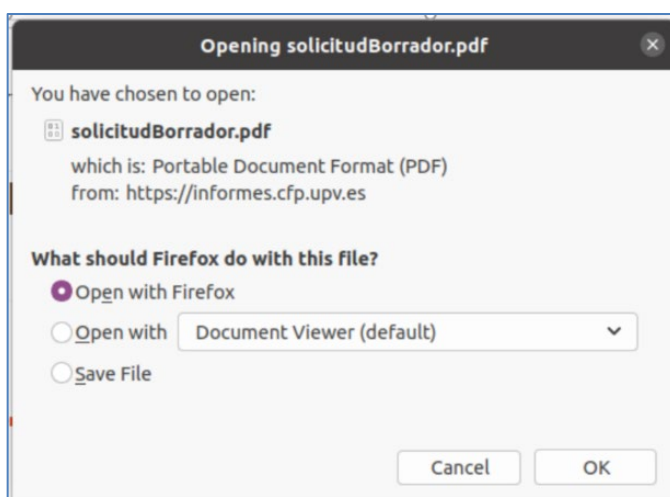 Opening solicitudBorrador.pdf
You have chosen to open:
solicitudBorrador.pdf
which is: Portable Document Format (PDF)
from: https://informes.cfp.upv.es
What should Firefox do with this file?
Open with Firefox
Open with Document Viewer (default)
Save File
Cancel OK